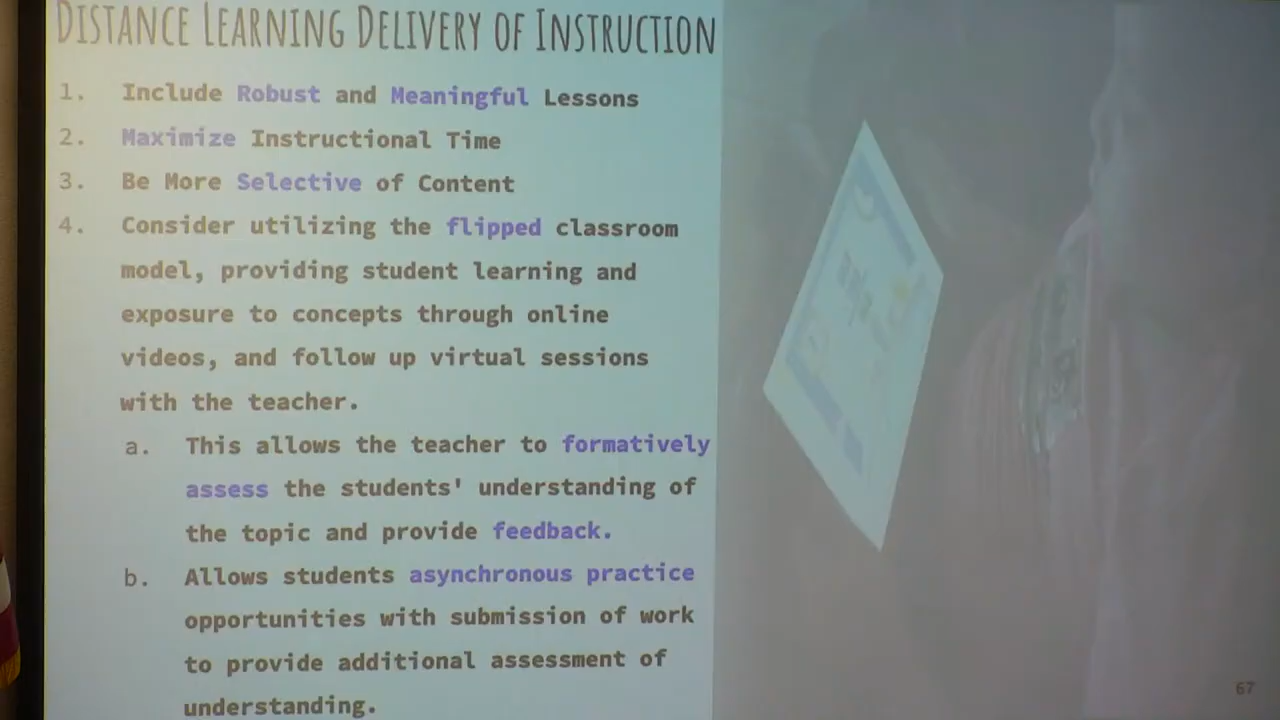 DISTANCE LEARNING DELIVERY OF INSTRUCTION
1. Include Robust and Meaningful Lessons
2. Maximize Instructional Time
3. Be More Selective of Content
4. Consider utilizing the flipped classroom
model, providing student learning and
exposure to concepts through online
videos, and follow up virtual sessions
with the teacher.
a. This allows the teacher to formatively
assess the students' understanding of
the topic and provide feedback.
b. Allows students asynchronous practice
opportunities with submission of work
to provide additional assessment of
understanding.
67